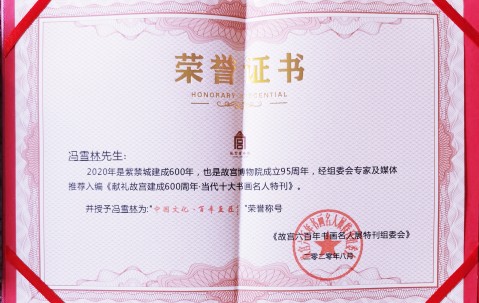 荣誉证书
HONORARY CREDENTIAL
冯雪林先生:
2020年是紫禁城建成600年，也是故宫博物院成立95周年，经组委会专家及媒体
推荐入编《献礼故宫建成600周年·当代十大书画名人特刊》。
并授予冯雪林为:"中国文化·百年巨匠"荣誉称号
《故宫六百年书画名人展特刊组委会》
二〇二〇年八月